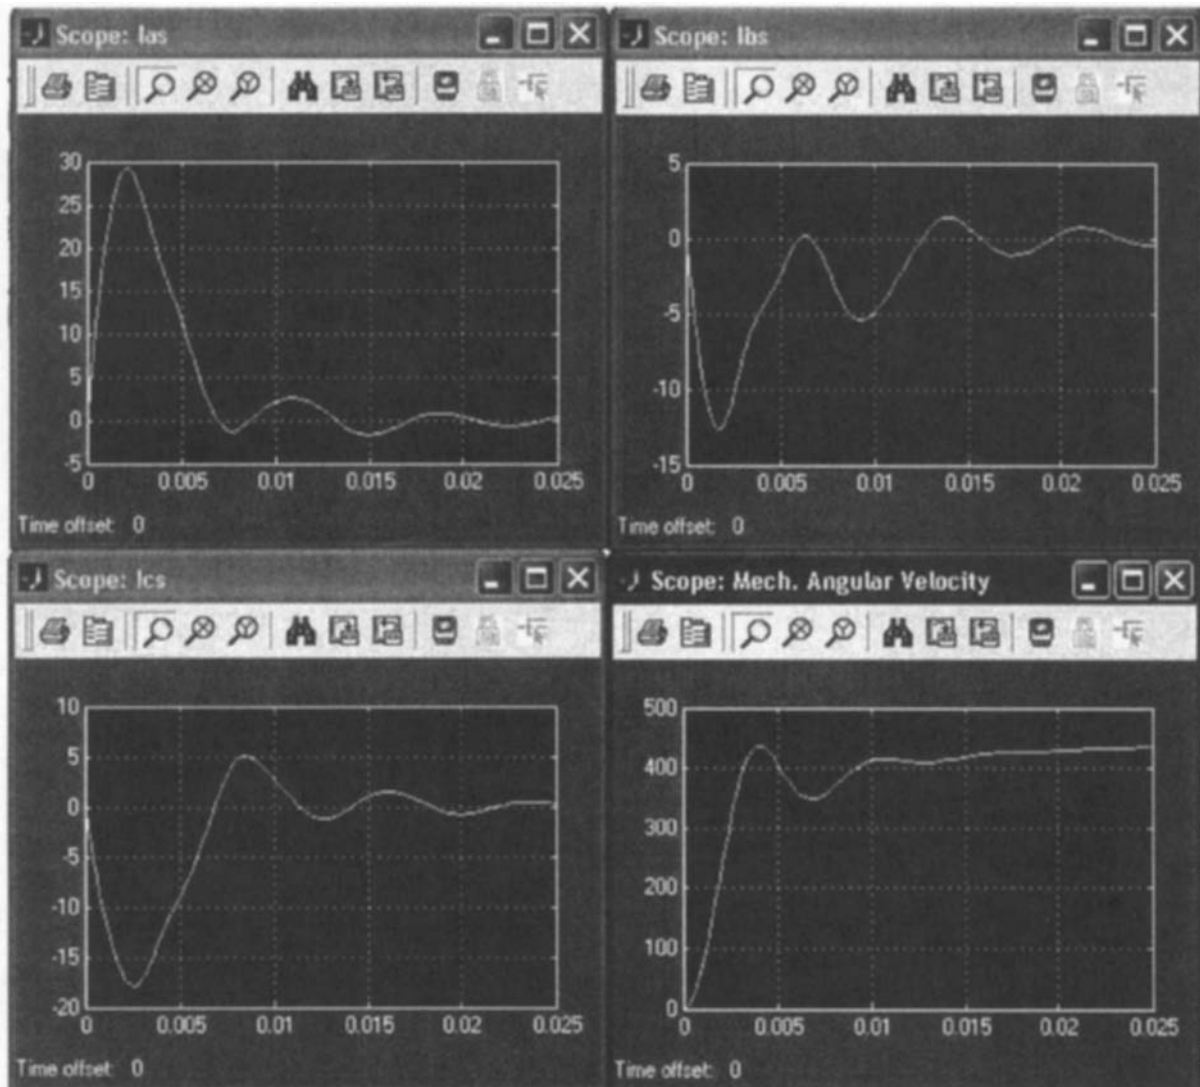 Scope: Ias
30
25
20
15
10
5
0
-5
0 0.005 0.01 0.015 0.02 0.025
Time offset: 0
Scope: Ibs
5
0
-5
-10
-15
0 0.005 0.01 0.015 0.02 0.025
Time offset: 0
Scope: Ics
10
5
0
-5
-10
-15
-20
0 0.005 0.01 0.015 0.02 0.025
Time offset: 0
Scope: Mech. Angular Velocity
500
400
300
200
100
0
0 0.005 0.01 0.015 0.02 0.025
Time offset: 0